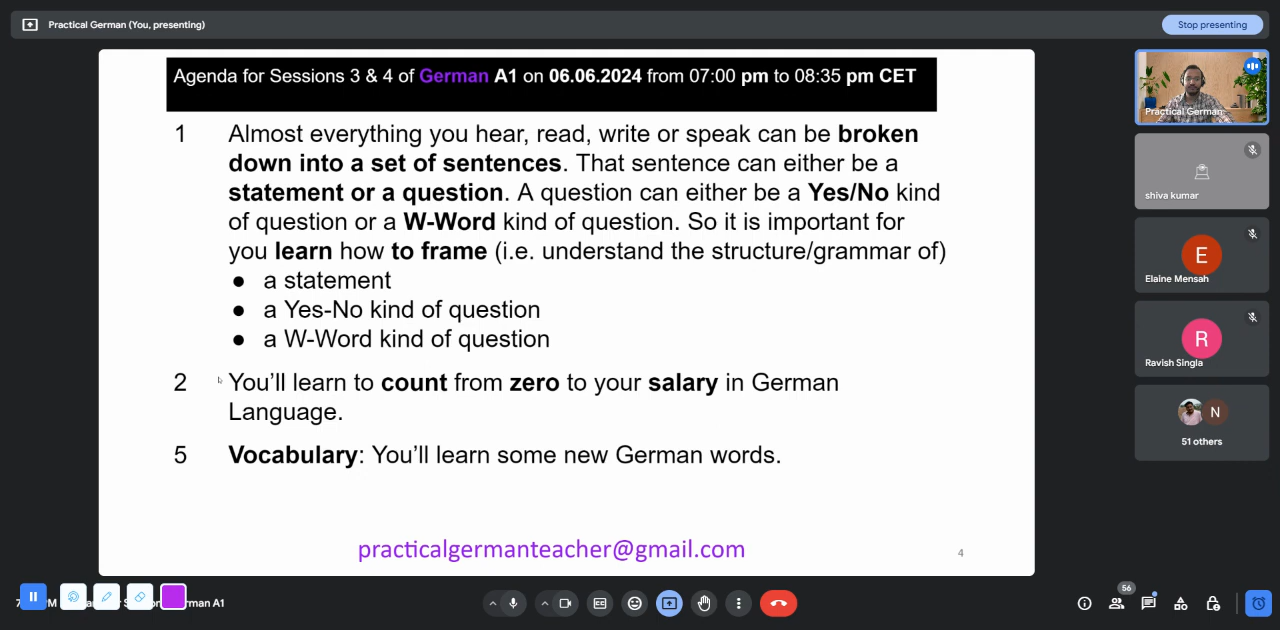 Practical German (You, presenting)
Stop presenting
Agenda for Sessions 3 & 4 of German A1 on 06.06.2024 from 07:00 pm to 08:35 pm CET
1 Almost everything you hear, read, write or speak can be broken
down into a set of sentences. That sentence can either be a
statement or a question. A question can either be a Yes/No kind
of question or a W-Word kind of question. So it is important for
you learn how to frame (i.e. understand the structure/grammar of)
● a statement
● a Yes-No kind of question
● a W-Word kind of question
2 You'll learn to count from zero to your salary in German
Language.
5 Vocabulary: You'll learn some new German words.
practicalgermanteacher@gmail.com
4
Practical German
shiva kumar
E
Elaine Mensah
R
Ravish Singla
N
51 others
rman A1
56